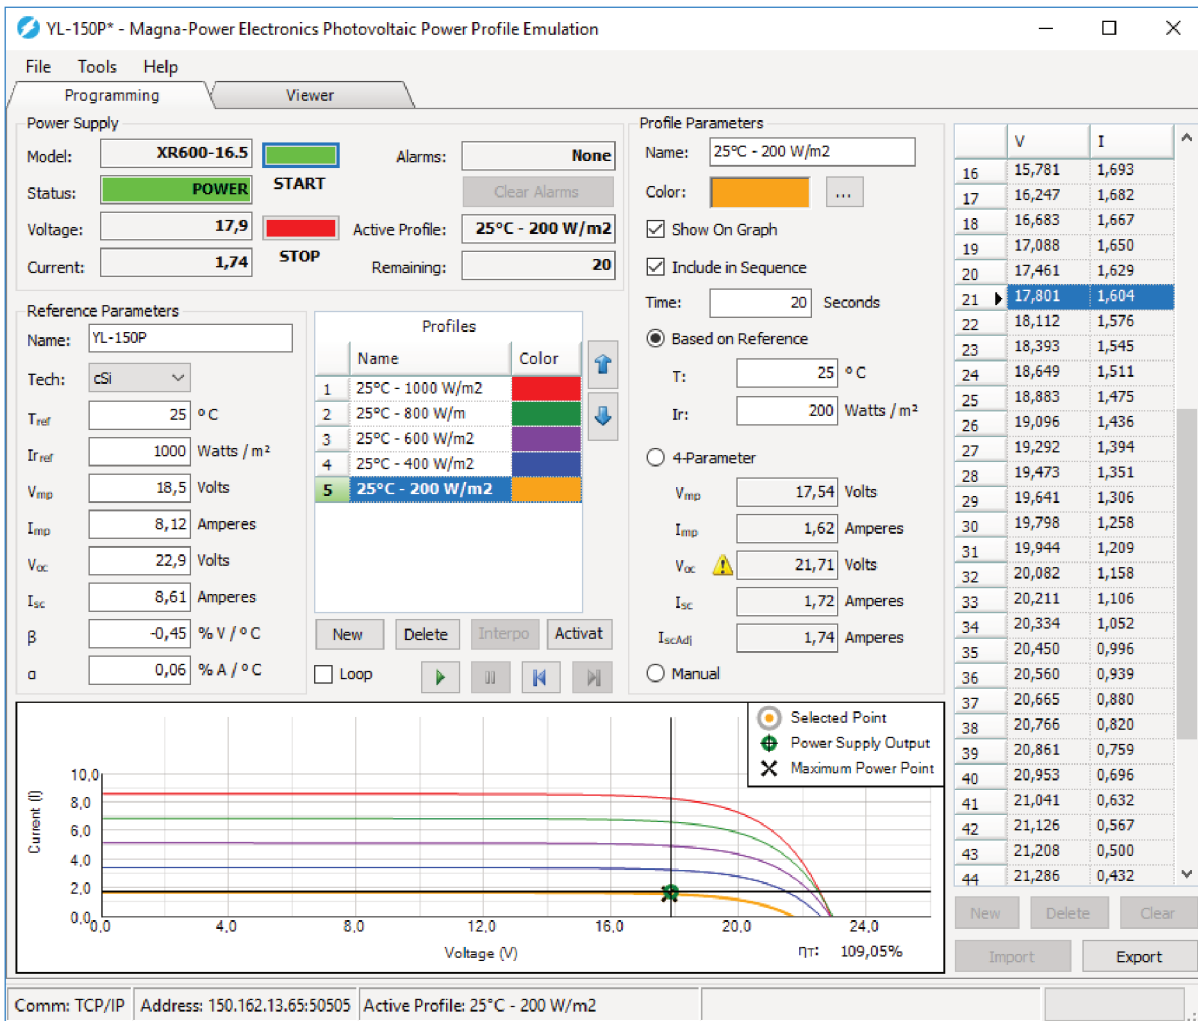 YL-150P* - Magna-Power Electronics Photovoltaic Power Profile Emulation
File Tools Help
Programming Viewer
Power Supply
Model: XR600-16.5
START
Status: POWER
Voltage: 17,9
STOP
Current: 1,74
Alarms: None
Clear Alarms
Active Profile: 25°C - 200 W/m2
Remaining: 20
Reference Parameters
Name: YL-150P
Tech: cSi
Tref 25 °C
Irref 1000 Watts / m²
Vmp 18,5 Volts
Imp 8,12 Amperes
Voc 22,9 Volts
Isc 8,61 Amperes
β -0,45 % V / °C
α 0,06 % A / °C
Profiles
Name Color
1 25°C - 1000 W/m2
2 25°C - 800 W/m
3 25°C - 600 W/m2
4 25°C - 400 W/m2
5 25°C - 200 W/m2
New Delete Interpo Activat
Loop
Profile Parameters
Name: 25°C - 200 W/m2
Color: ...
Show On Graph
Include in Sequence
Time: 20 Seconds
Based on Reference
T: 25 °C
Ir: 200 Watts / m²
4-Parameter
Vmp 17,54 Volts
Imp 1,62 Amperes
Voc 21,71 Volts
Isc 1,72 Amperes
IscAdj 1,74 Amperes
Manual
V I
16 15,781 1,693
17 16,247 1,682
18 16,683 1,667
19 17,088 1,650
20 17,461 1,629
21 17,801 1,604
22 18,112 1,576
23 18,393 1,545
24 18,649 1,511
25 18,883 1,475
26 19,096 1,436
27 19,292 1,394
28 19,473 1,351
29 19,641 1,306
30 19,798 1,258
31 19,944 1,209
32 20,082 1,158
33 20,211 1,106
34 20,334 1,052
35 20,450 0,996
36 20,560 0,939
37 20,665 0,880
38 20,766 0,820
39 20,861 0,759
40 20,953 0,696
41 21,041 0,632
42 21,126 0,567
43 21,208 0,500
44 21,286 0,432
New Delete Clear
Import Export
Selected Point
Power Supply Output
Maximum Power Point
Current (I)
10,0
8,0
6,0
4,0
2,0
0,0
0,0 4,0 8,0 12,0 16,0 20,0 24,0
Voltage (V)
ηT: 109,05%
Comm: TCP/IP Address: 150.162.13.65:50505 Active Profile: 25°C - 200 W/m2